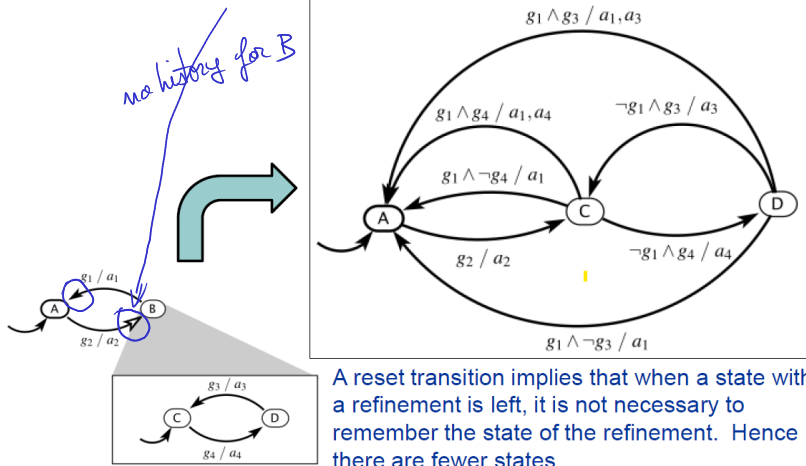 no history for B
g1 ∧ g3 / a1, a3
g1 ∧ g4 / a1, a4
¬g1 ∧ g3 / a3
g1 ∧ ¬g4 / a1
A
C
D
g2 / a2
¬g1 ∧ g4 / a4
g1 ∧ ¬g3 / a1
g1 / a1
A
B
g2 / a2
g3 / a3
C
D
g4 / a4
A reset transition implies that when a state with
a refinement is left, it is not necessary to
remember the state of the refinement. Hence
there are fewer states